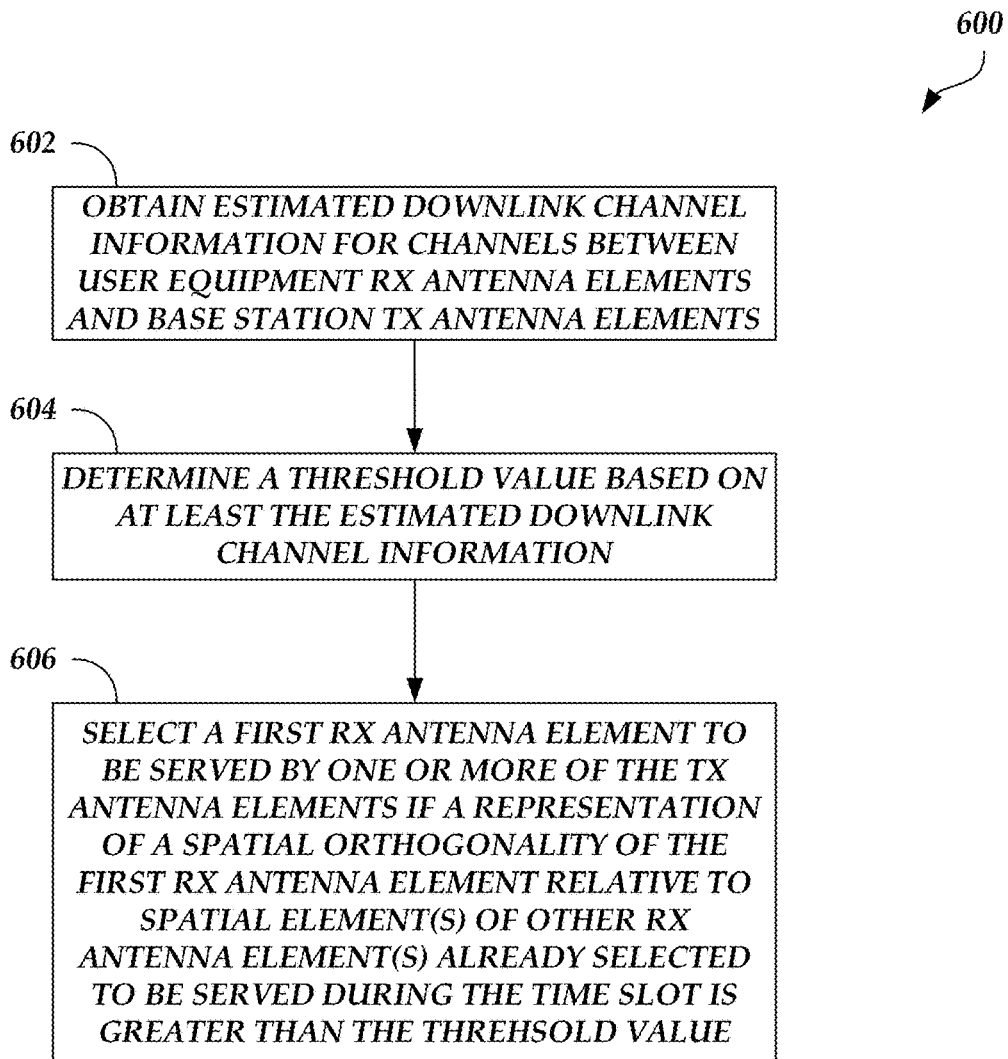 600
602
OBTAIN ESTIMATED DOWNLINK CHANNEL
INFORMATION FOR CHANNELS BETWEEN
USER EQUIPMENT RX ANTENNA ELEMENTS
AND BASE STATION TX ANTENNA ELEMENTS
604
DETERMINE A THRESHOLD VALUE BASED ON
AT LEAST THE ESTIMATED DOWNLINK
CHANNEL INFORMATION
606
SELECT A FIRST RX ANTENNA ELEMENT TO
BE SERVED BY ONE OR MORE OF THE TX
ANTENNA ELEMENTS IF A REPRESENTATION
OF A SPATIAL ORTHOGONALITY OF THE
FIRST RX ANTENNA ELEMENT RELATIVE TO
SPATIAL ELEMENT(S) OF OTHER RX
ANTENNA ELEMENT(S) ALREADY SELECTED
TO BE SERVED DURING THE TIME SLOT IS
GREATER THAN THE THREHSOLD VALUE